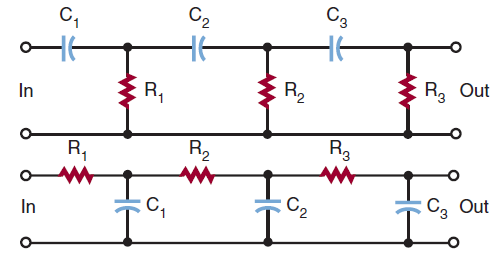 C₁ C₂ C₃
In R₁ R₂ R₃ Out
R₁ R₂ R₃
In C₁ C₂ C₃ Out